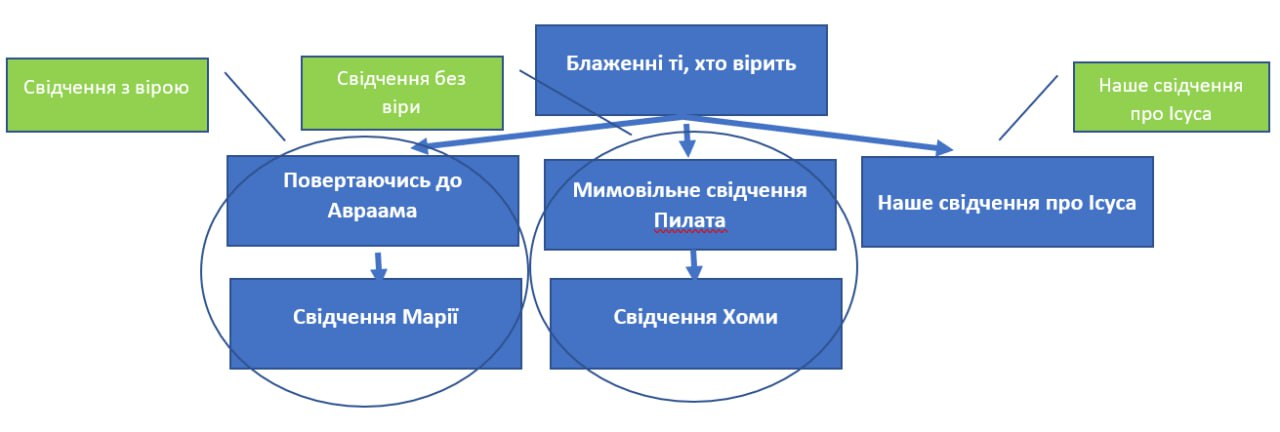 Блаженні ті, хто вірить
Свідчення з вірою
Свідчення без
віри
Наше свідчення
про Ісуса
Повертаючись до
Авраама
Мимовільне свідчення
Пилата
Наше свідчення про Ісуса
Свідчення Марії
Свідчення Хоми